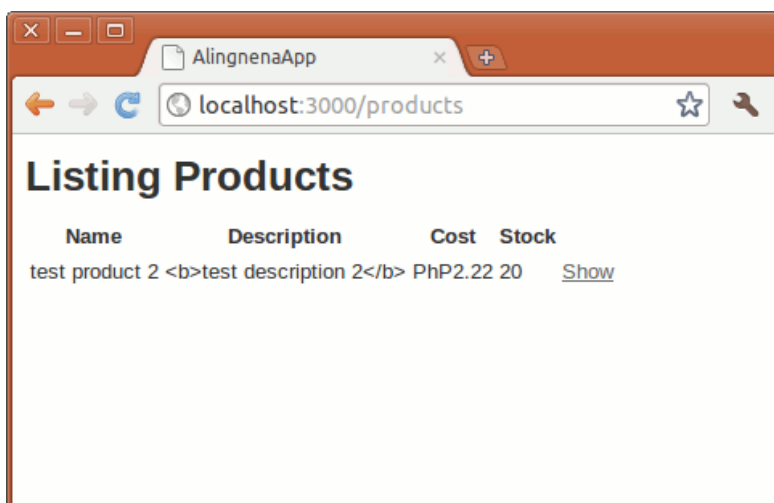 AlingnenaApp
localhost:3000/products
Listing Products
Name Description Cost Stock
test product 2 <b>test description 2</b> PhP2.22 20 Show